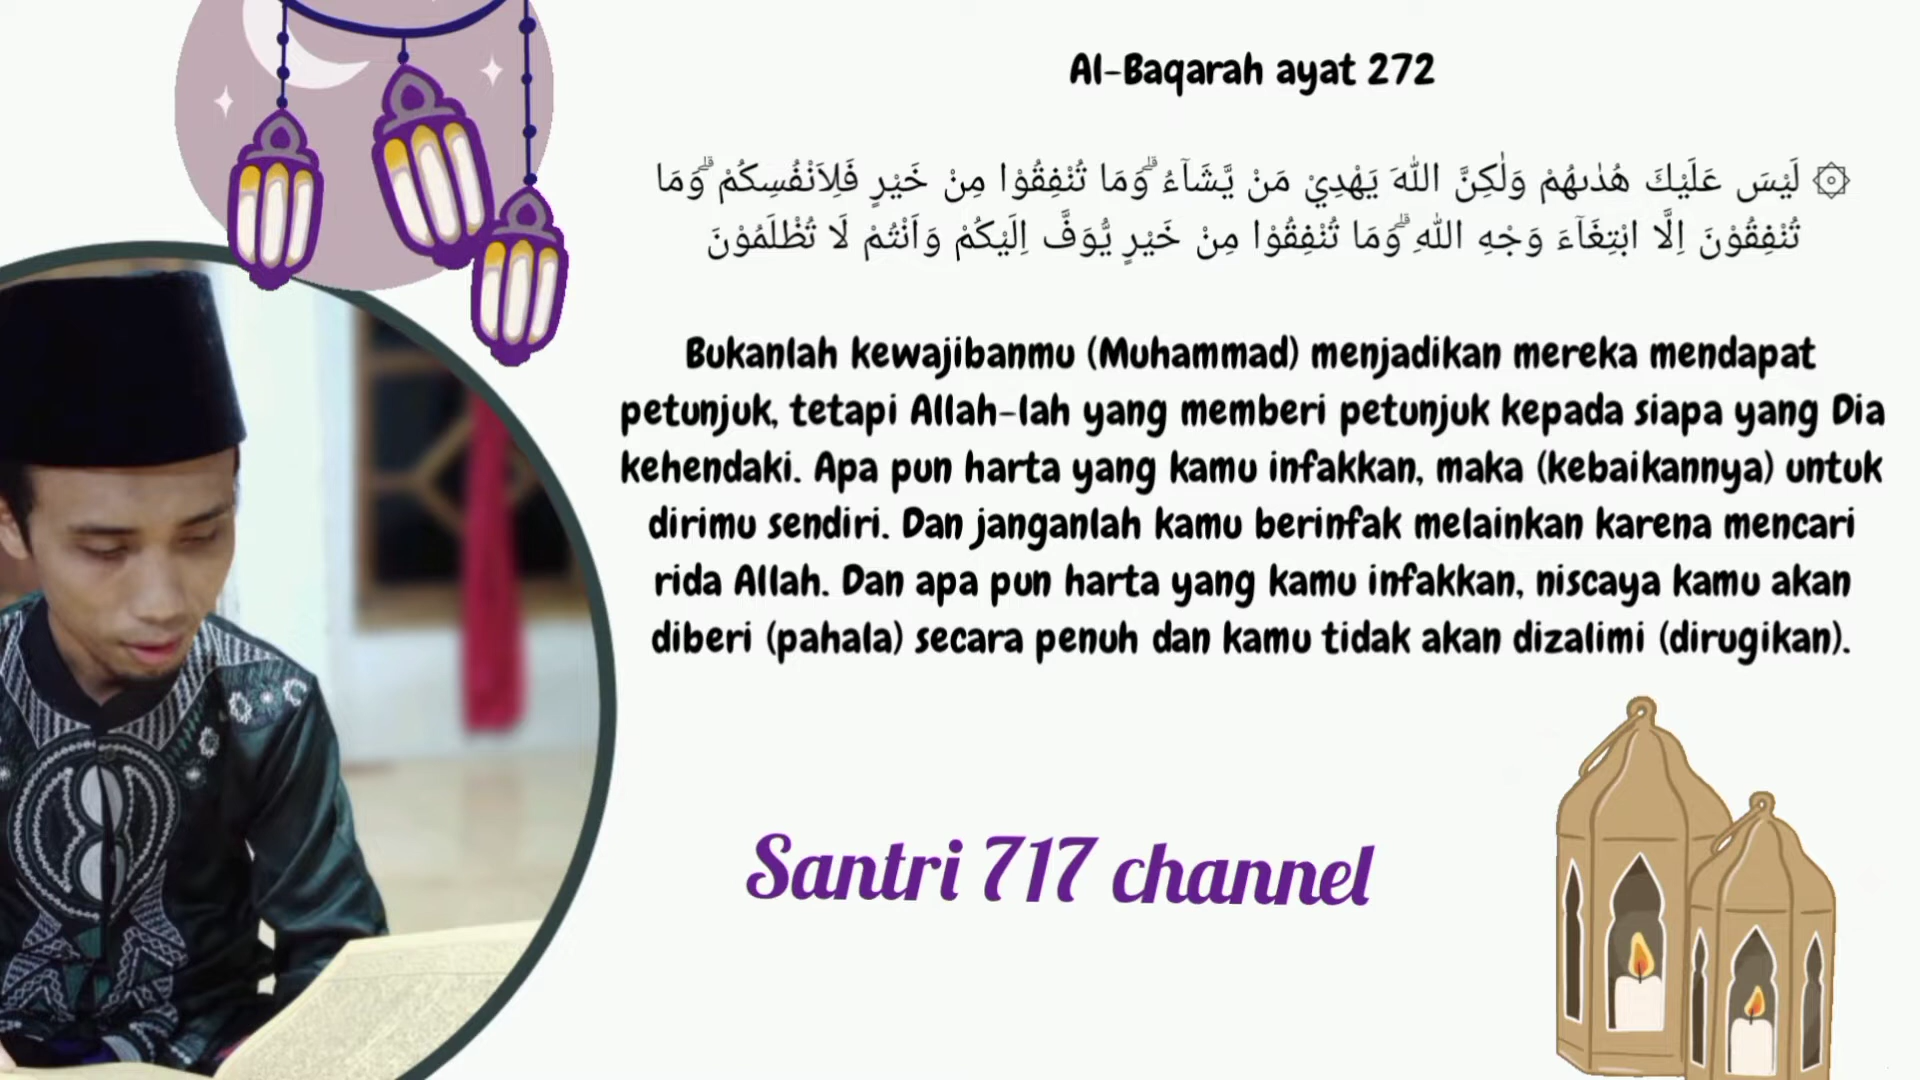 Al-Baqarah ayat 272
۞ لَيْسَ عَلَيْكَ هُدٰىهُمْ وَلٰكِنَّ اللّٰهَ يَهْدِيْ مَنْ يَّشَاۤءُ ۗوَمَا تُنْفِقُوْا مِنْ خَيْرٍ فَلِاَنْفُسِكُمْ ۗوَمَا
تُنْفِقُوْنَ اِلَّا ابْتِغَاۤءَ وَجْهِ اللّٰهِ ۗوَمَا تُنْفِقُوْا مِنْ خَيْرٍ يُّوَفَّ اِلَيْكُمْ وَاَنْتُمْ لَا تُظْلَمُوْنَ
Bukanlah kewajibanmu (Muhammad) menjadikan mereka mendapat
petunjuk, tetapi Allah-lah yang memberi petunjuk kepada siapa yang Dia
kehendaki. Apa pun harta yang kamu infakkan, maka (kebaikannya) untuk
dirimu sendiri. Dan janganlah kamu berinfak melainkan karena mencari
rida Allah. Dan apa pun harta yang kamu infakkan, niscaya kamu akan
diberi (pahala) secara penuh dan kamu tidak akan dizalimi (dirugikan).
Santri 717 channel